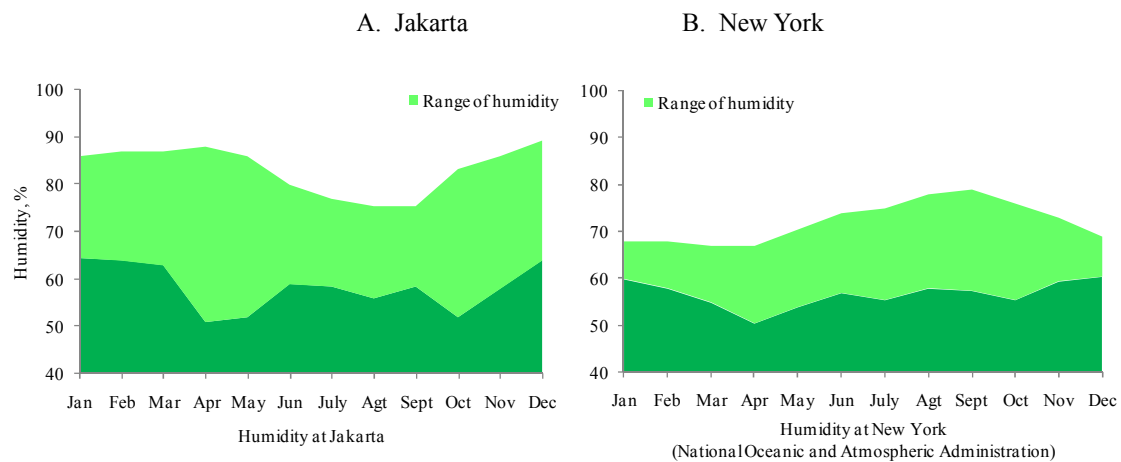 A. Jakarta
B. New York
100
90
80
70
60
50
40
Humidity, %
Range of humidity
Jan Feb Mar Apr May Jun July Agt Sept Oct Nov Dec
Humidity at Jakarta
100
90
80
70
60
50
40
Range of humidity
Jan Feb Mar Apr May Jun July Agt Sept Oct Nov Dec
Humidity at New York
(National Oceanic and Atmospheric Administration)